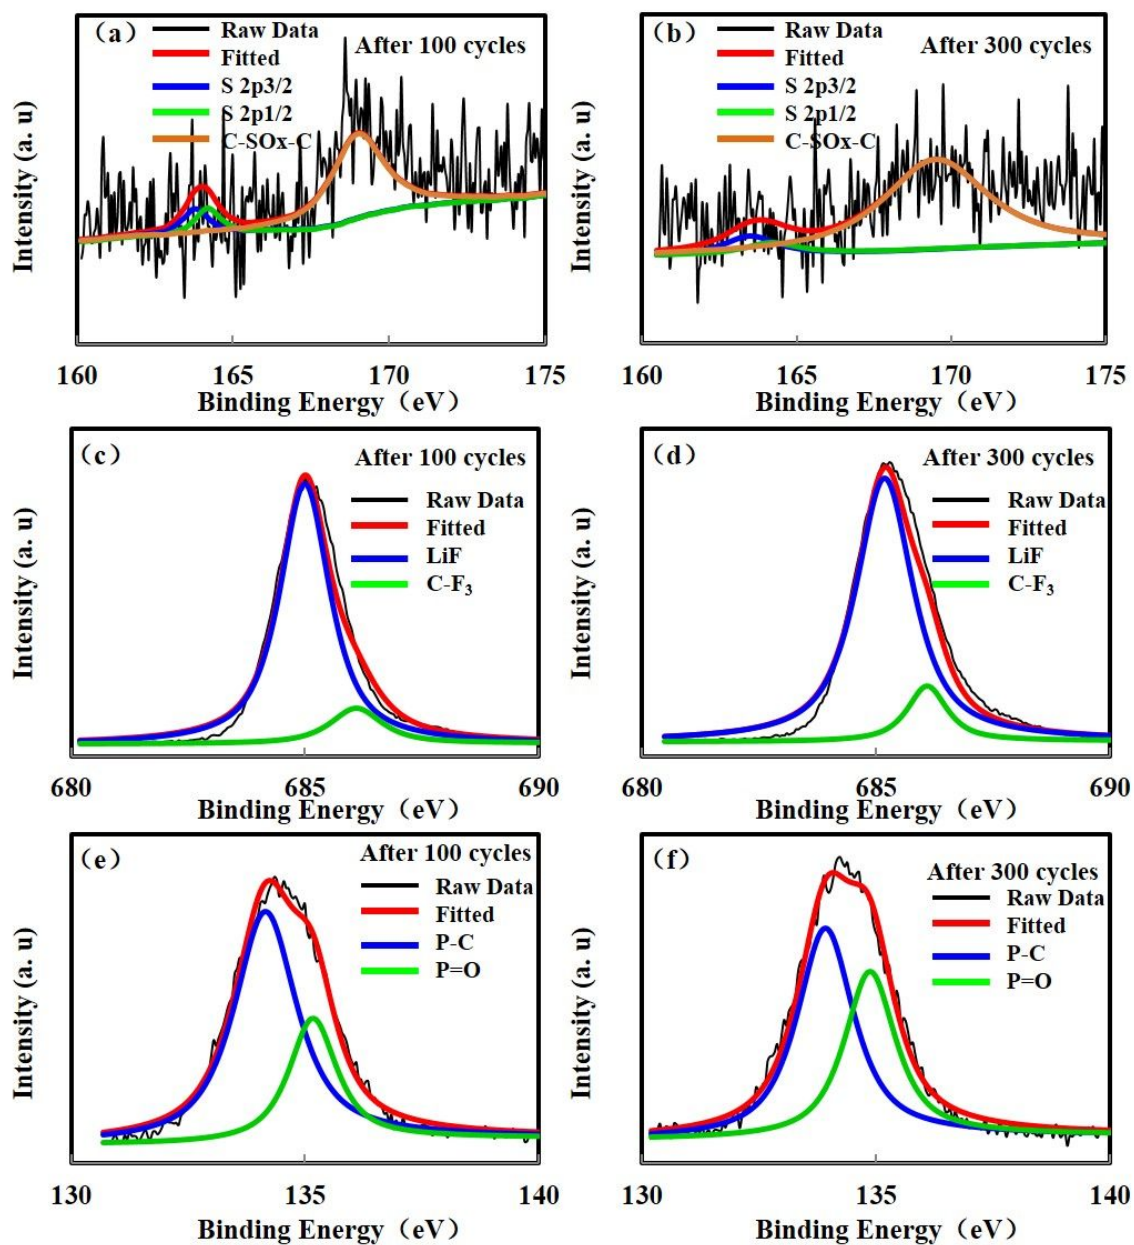 （a）
Raw Data
After 100 cycles
Fitted
S 2p3/2
S 2p1/2
C-SOx-C
Intensity (a. u)
160 165 170 175
Binding Energy（eV）
（b）
Raw Data
After 300 cycles
Fitted
S 2p3/2
S 2p1/2
C-SOx-C
Intensity (a. u)
160 165 170 175
Binding Energy（eV）
（c）
After 100 cycles
Raw Data
Fitted
LiF
C-F₃
Intensity (a. u)
680 685 690
Binding Energy（eV）
（d）
After 300 cycles
Raw Data
Fitted
LiF
C-F₃
Intensity (a. u)
680 685 690
Binding Energy（eV）
（e）
After 100 cycles
Raw Data
Fitted
P-C
P=O
Intensity (a. u)
130 135 140
Binding Energy（eV）
（f）
After 300 cycles
Raw Data
Fitted
P-C
P=O
Intensity (a. u)
130 135 140
Binding Energy（eV）